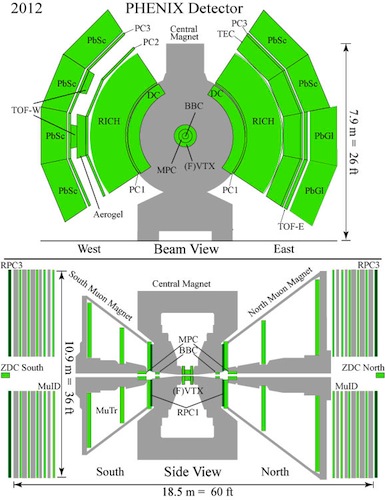 2012
PHENIX Detector
PC3
PC2
Central
Magnet
PC3
TEC
PbSc
PbSc
PbSc
PbSc
TOF-W
PbSc
PbSc
PbGl
PbGl
DC
DC
BBC
RICH
RICH
MPC
(F)VTX
PC1
PC1
Aerogel
TOF-E
7.9 m = 26 ft
West
Beam View
East
RPC3
RPC3
South Muon Magnet
Central Magnet
North Muon Magnet
10.9 m = 36 ft
MPC
BBC
ZDC South
ZDC North
MuID
MuID
(F)VTX
MuTr
RPC1
South
Side View
North
18.5 m = 60 ft